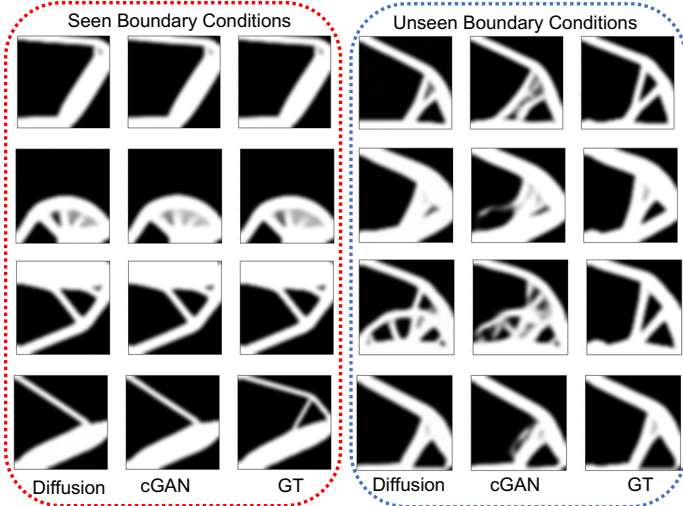 Seen Boundary Conditions
Unseen Boundary Conditions
Diffusion cGAN GT
Diffusion cGAN GT